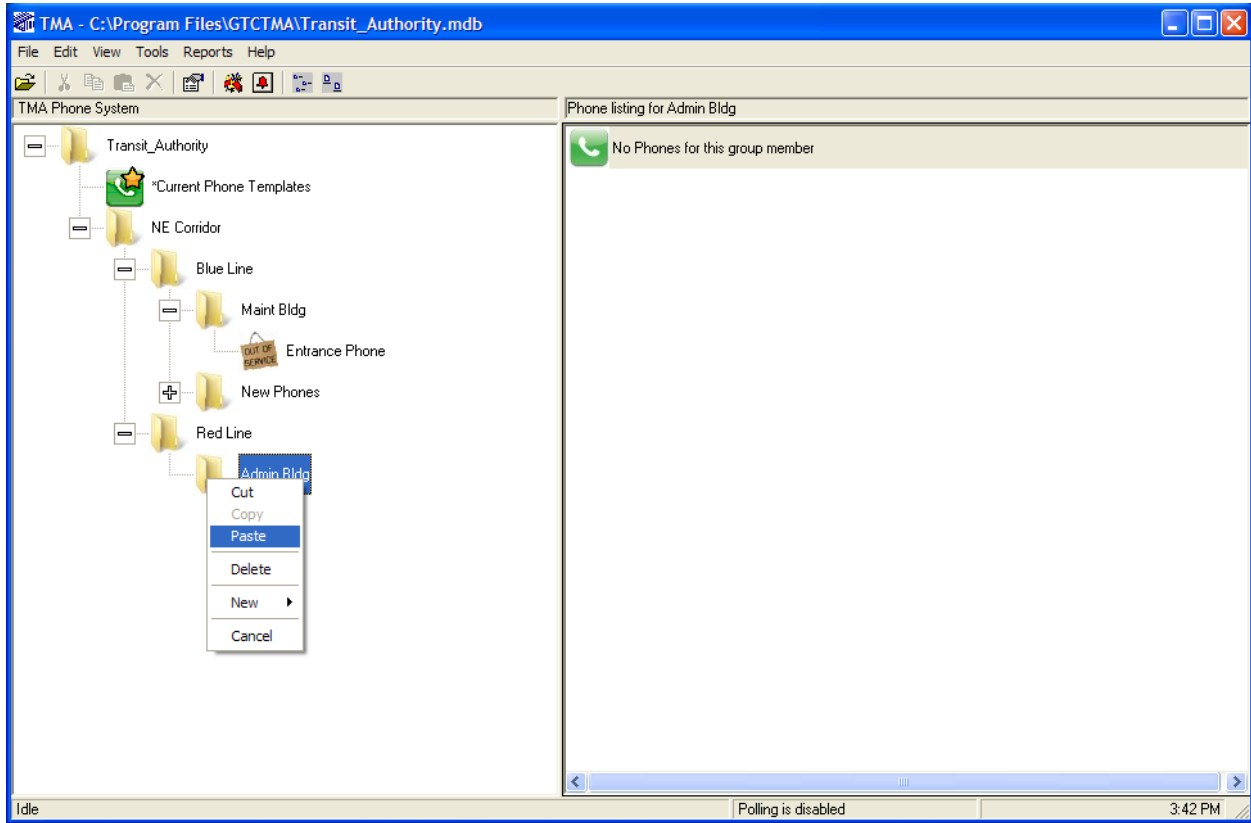 TMA - C:\Program Files\GTCTMA\Transit_Authority.mdb
File Edit View Tools Reports Help
TMA Phone System
Phone listing for Admin Bldg
Transit_Authority
No Phones for this group member
*Current Phone Templates
NE Corridor
Blue Line
Maint Bldg
OUT OF
SERVICE
Entrance Phone
New Phones
Red Line
Admin Bldg
Cut
Copy
Paste
Delete
New
Cancel
Idle
Polling is disabled
3:42 PM